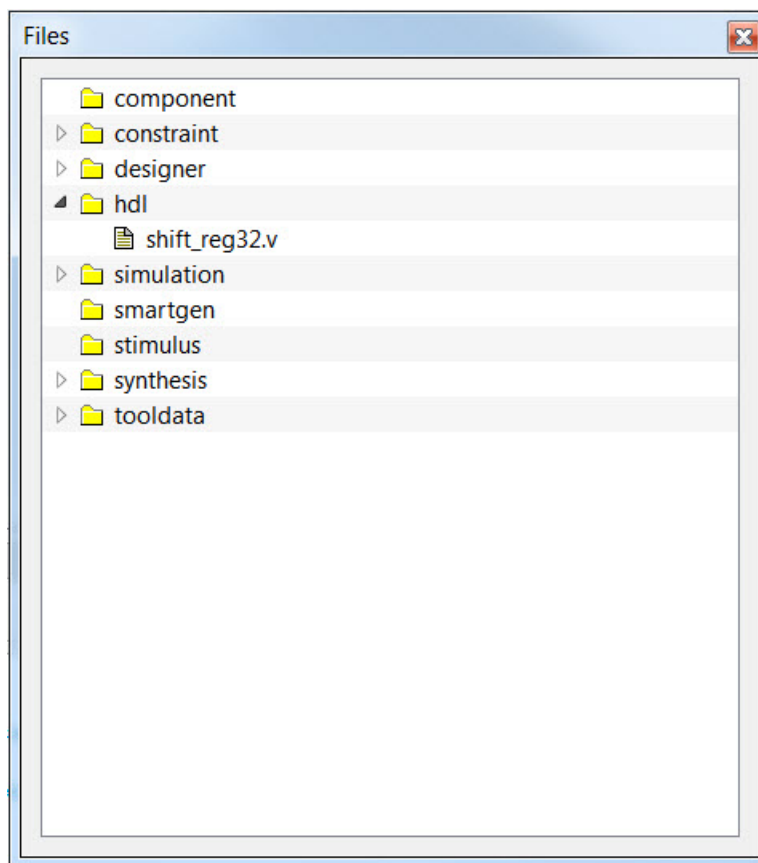 Files
component
constraint
designer
hdl
shift_reg32.v
simulation
smartgen
stimulus
synthesis
tooldata